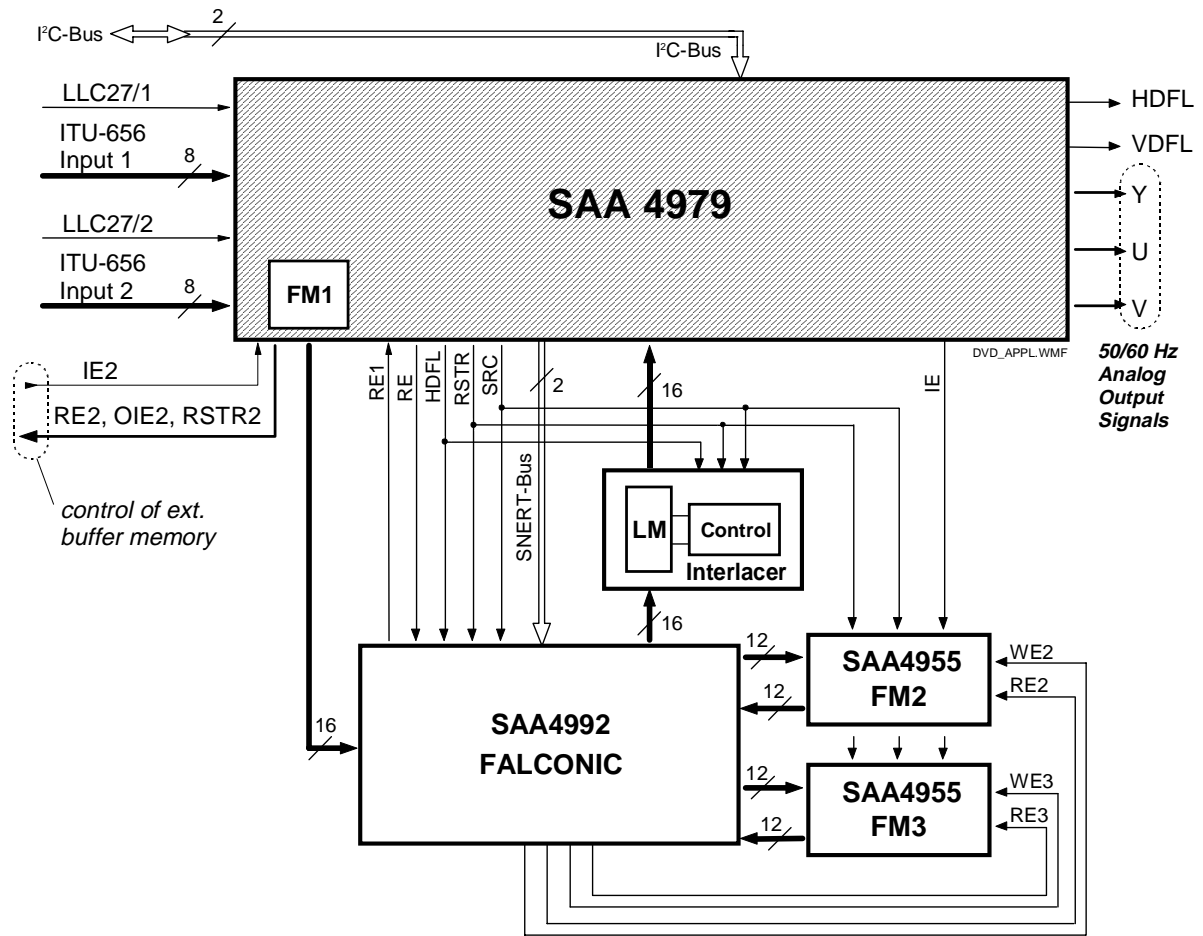 I²C-Bus
2
I²C-Bus
LLC27/1
ITU-656
Input 1
8
LLC27/2
ITU-656
Input 2
8
SAA 4979
FM1
HDFL
VDFL
Y
U
V
DVD_APPL.WMF
50/60 Hz
Analog
Output
Signals
IE2
RE2, OIE2, RSTR2
control of ext.
buffer memory
RE1
RE
HDFL
RSTR
SRC
SNERT-Bus
2
16
IE
LM
Control
Interlacer
16
16
SAA4992
FALCONIC
12
12
SAA4955
FM2
WE2
RE2
12
12
SAA4955
FM3
WE3
RE3